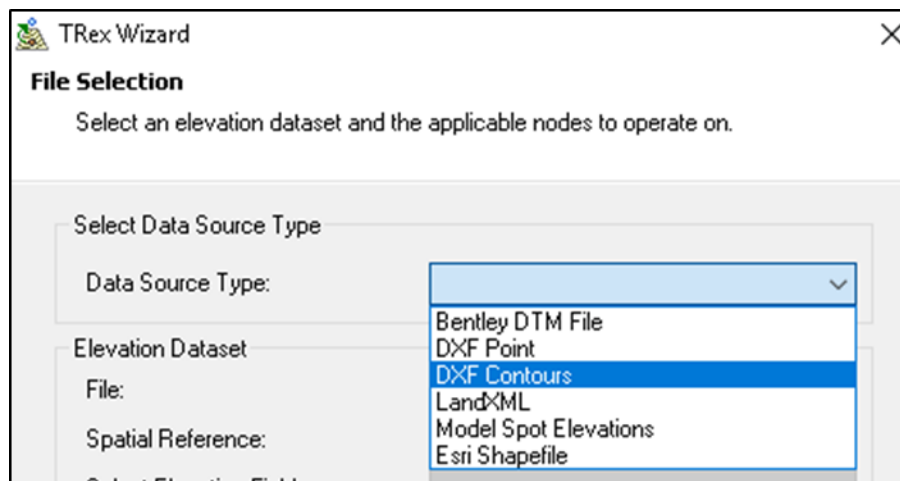 TRex Wizard
File Selection
Select an elevation dataset and the applicable nodes to operate on.
Select Data Source Type
Data Source Type:
Bentley DTM File
DXF Point
DXF Contours
LandXML
Model Spot Elevations
Esri Shapefile
Elevation Dataset
File:
Spatial Reference: